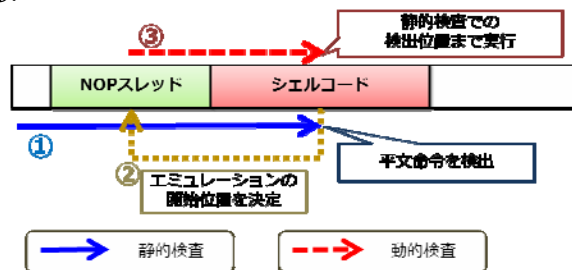 ③
静的検査での
検出位置まで実行
NOPスレッド
シェルコード
①
②
平文命令を検出
エミュレーションの
開始位置を決定
静的検査
動的検査